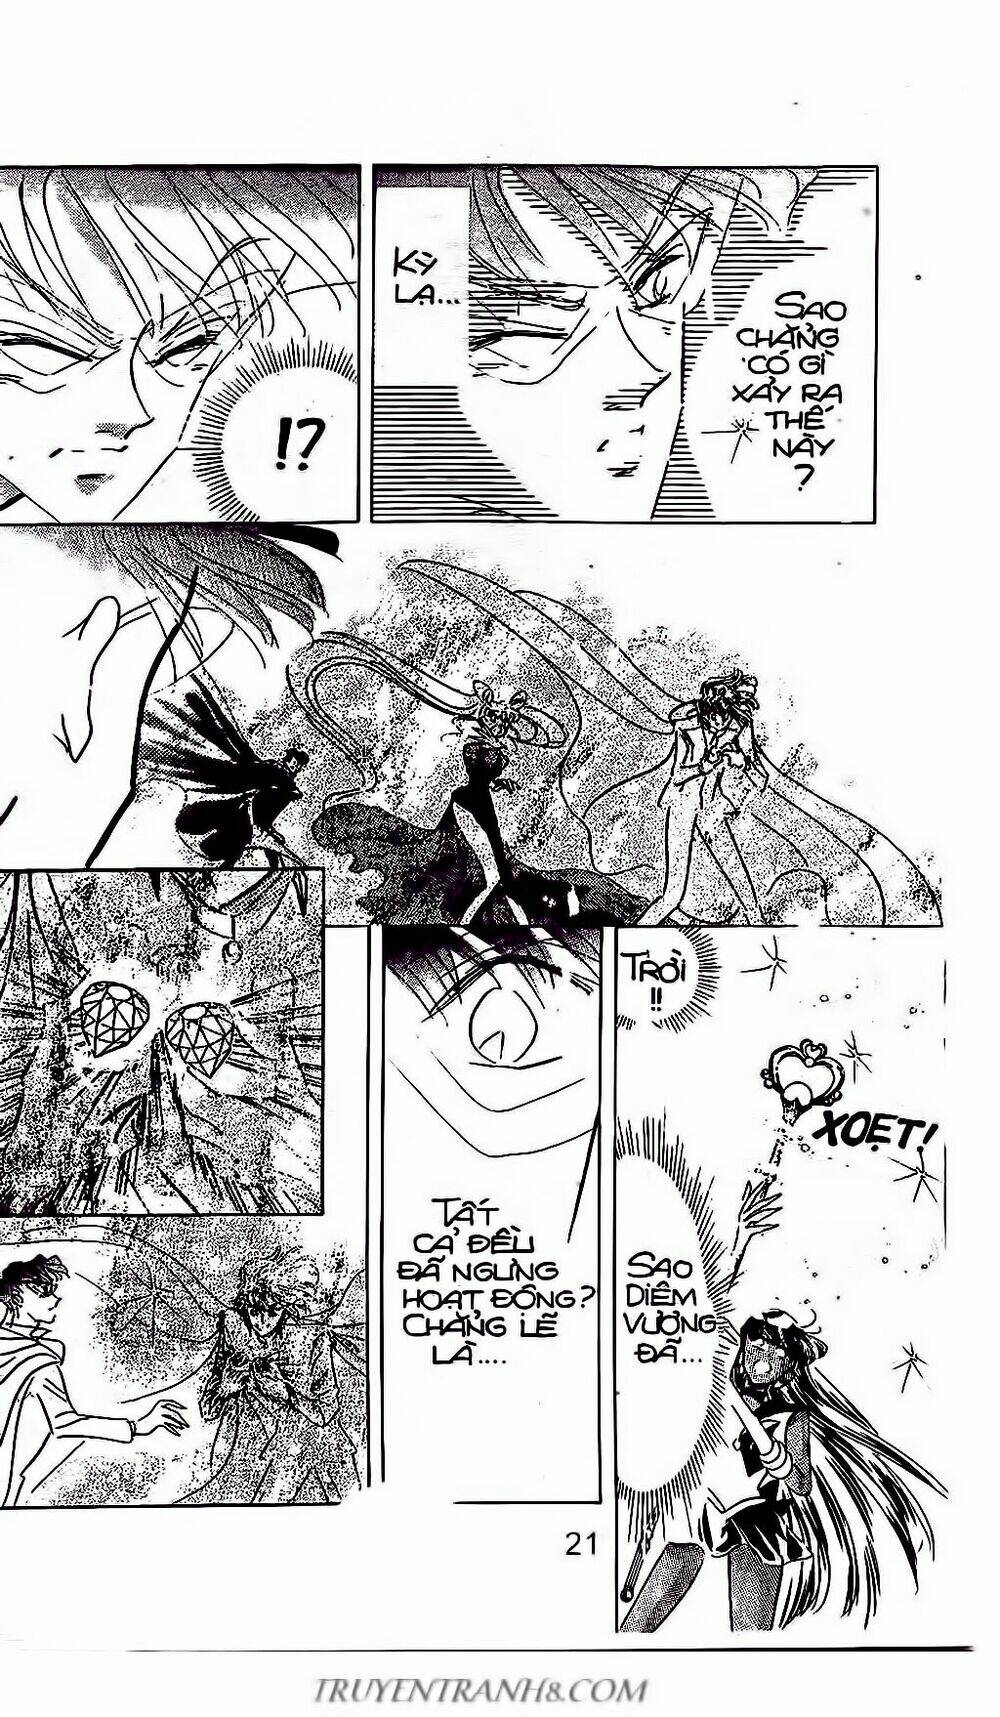 SAO
CHẲNG
CÓ GÌ
XẢY RA
THẾ
NÀY
?
KỲ
LẠ...
!?
TRỜI
!!
XOẸT!
SAO
DIÊM
VƯƠNG
ĐÃ...
TẤT
CẢ ĐỀU
ĐÃ NGƯNG
HOẠT ĐỘNG?
CHẲNG LẼ
LÀ....
21
TRUYENTRANH8.COM